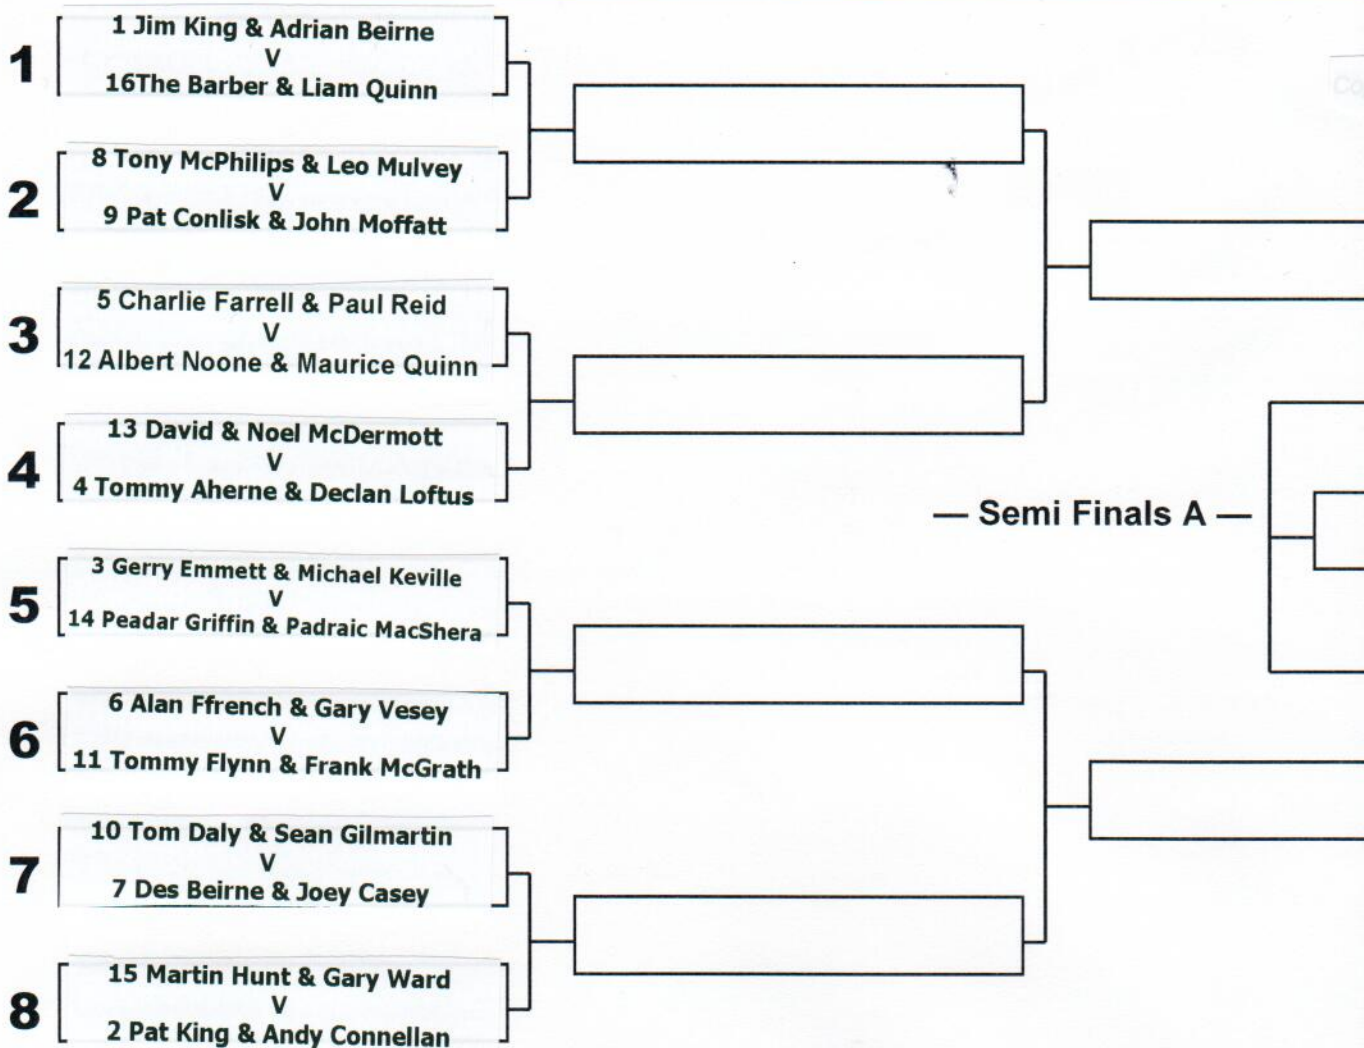 1
1 Jim King & Adrian Beirne
V
16The Barber & Liam Quinn
2
8 Tony McPhilips & Leo Mulvey
V
9 Pat Conlisk & John Moffatt
3
5 Charlie Farrell & Paul Reid
V
12 Albert Noone & Maurice Quinn
4
13 David & Noel McDermott
V
4 Tommy Aherne & Declan Loftus
— Semi Finals A —
5
3 Gerry Emmett & Michael Keville
V
14 Peadar Griffin & Padraic MacShera
6
6 Alan Ffrench & Gary Vesey
V
11 Tommy Flynn & Frank McGrath
7
10 Tom Daly & Sean Gilmartin
V
7 Des Beirne & Joey Casey
8
15 Martin Hunt & Gary Ward
V
2 Pat King & Andy Connellan